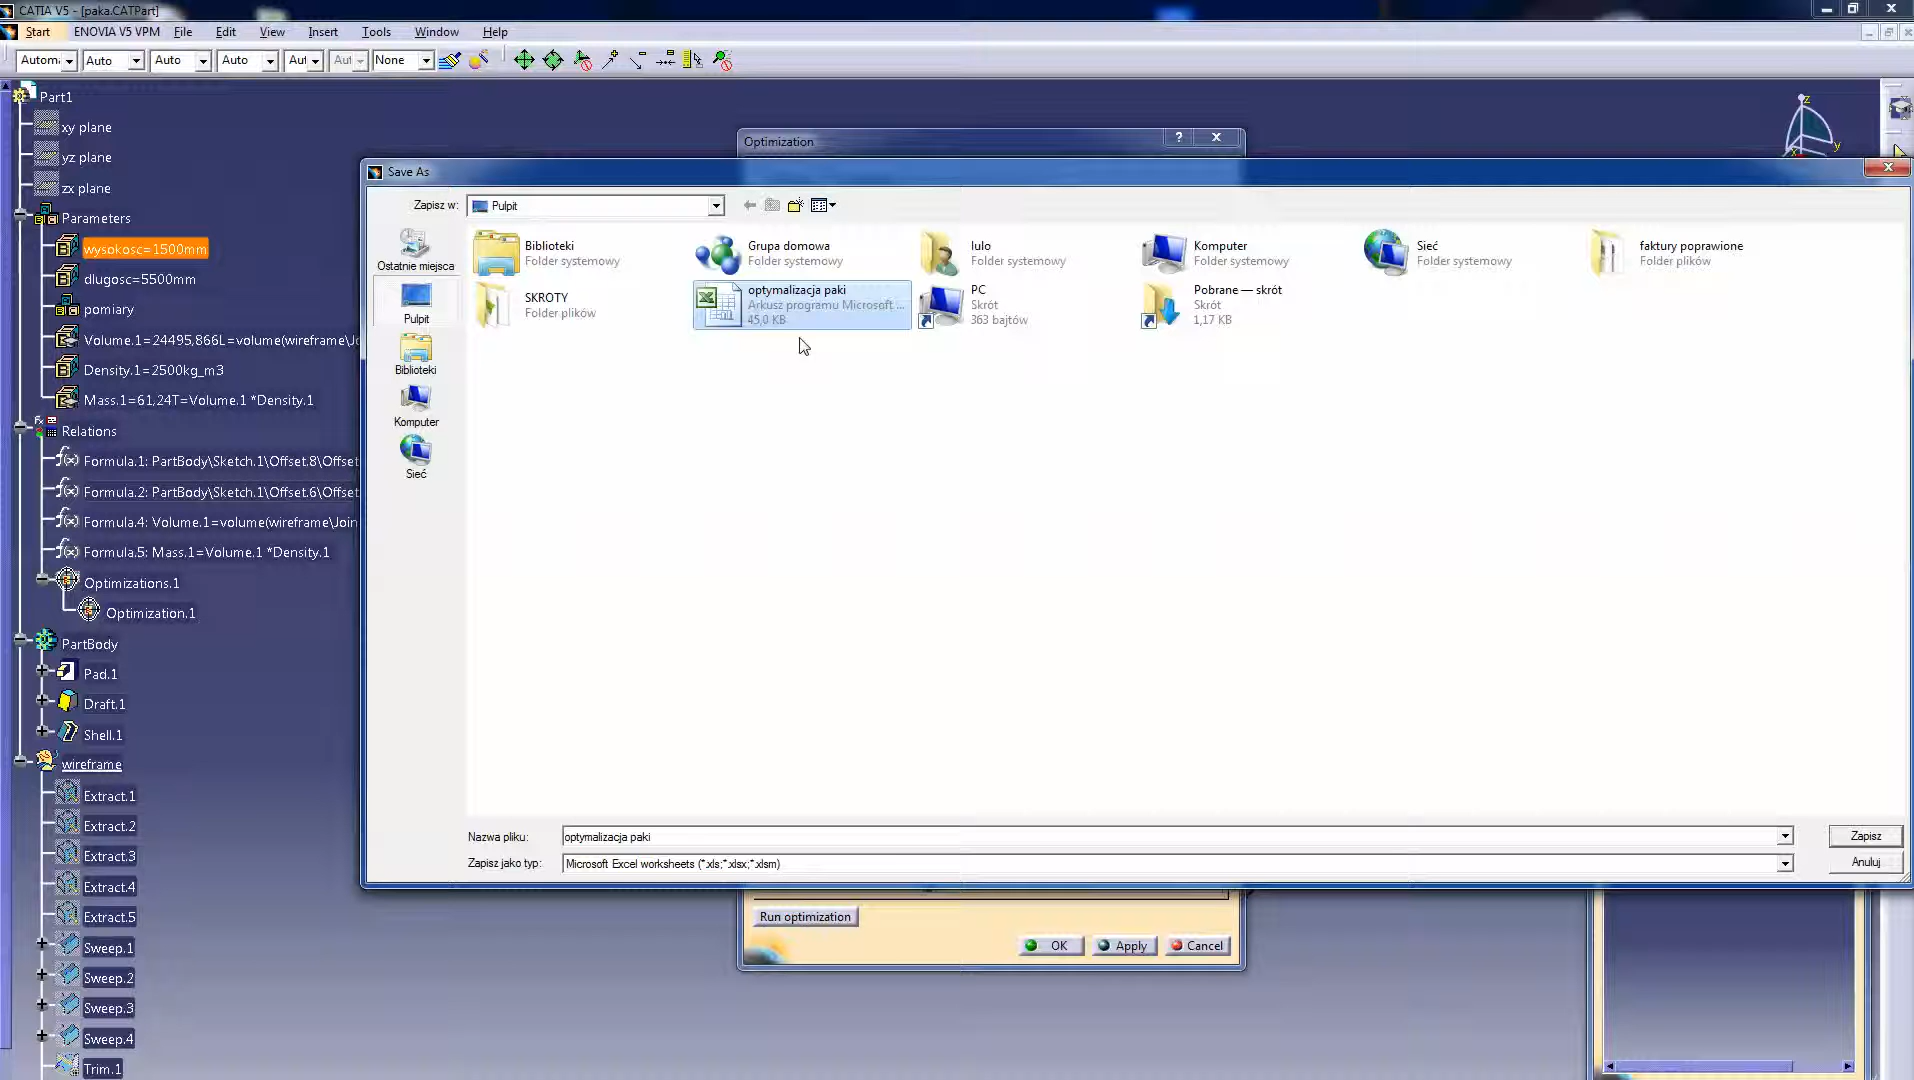 CATIA V5 - [paka.CATPart]
Start ENOVIA V5 VPM File Edit View Insert Tools Window Help
Autom Auto Auto Auto Aut Aut None
Part1
xy plane
yz plane
zx plane
Parameters
wysokosc=1500mm
dlugosc=5500mm
pomiary
Volume.1=24495,866L=volume(wireframe\Jo
Density.1=2500kg_m3
Mass.1=61,24T=Volume.1 *Density.1
Relations
Formula.1: PartBody\Sketch.1\Offset.8\Offset
Formula.2: PartBody\Sketch.1\Offset.6\Offset
Formula.4: Volume.1=volume(wireframe\Join
Formula.5: Mass.1=Volume.1 *Density.1
Optimizations.1
Optimization.1
PartBody
Pad.1
Draft.1
Shell.1
wireframe
Extract.1
Extract.2
Extract.3
Extract.4
Extract.5
Sweep.1
Sweep.2
Sweep.3
Sweep.4
Trim.1
z
y
x
Optimization
?
Save As
Zapisz w: Pulpit
Ostatnie miejsca
Pulpit
Biblioteki
Komputer
Sieć
Biblioteki
Folder systemowy
Grupa domowa
Folder systemowy
lulo
Folder systemowy
Komputer
Folder systemowy
Sieć
Folder systemowy
faktury poprawione
Folder plików
SKROTY
Folder plików
optymalizacja paki
Arkusz programu Microsoft ...
45,0 KB
PC
Skrót
363 bajtów
Pobrane — skrót
Skrót
1,17 KB
Nazwa pliku: optymalizacja paki Zapisz
Zapisz jako typ: Microsoft Excel worksheets (*.xls;*.xlsx;*.xlsm) Anuluj
Run optimization
OK Apply Cancel